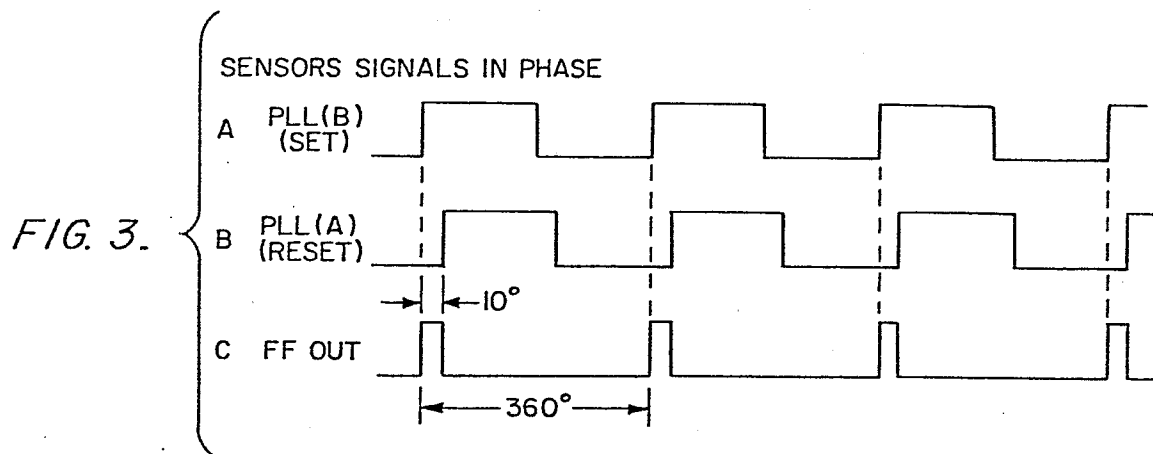 SENSORS SIGNALS IN PHASE
A PLL(B)
(SET)
FIG. 3.
B PLL(A)
(RESET)
10°
C FF OUT
360°